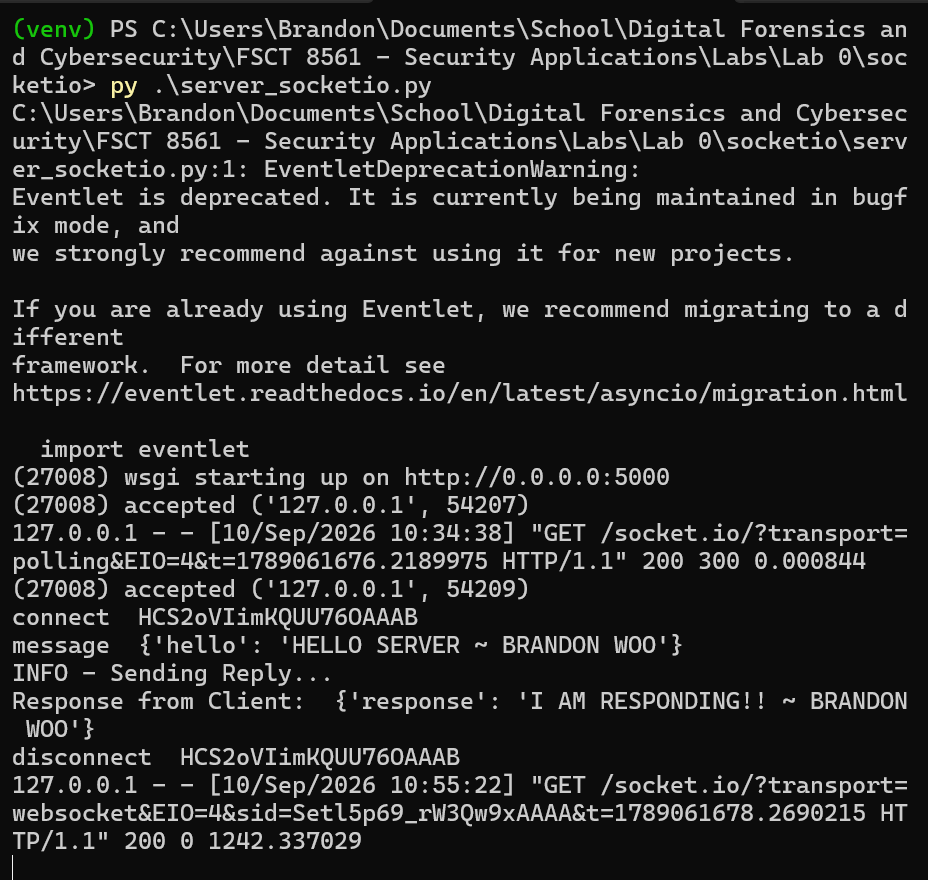 (venv) PS C:\Users\Brandon\Documents\School\Digital Forensics an
d Cybersecurity\FSCT 8561 - Security Applications\Labs\Lab 0\soc
ketio> py .\server_socketio.py
C:\Users\Brandon\Documents\School\Digital Forensics and Cybersec
urity\FSCT 8561 - Security Applications\Labs\Lab 0\socketio\serv
er_socketio.py:1: EventletDeprecationWarning:
Eventlet is deprecated. It is currently being maintained in bugf
ix mode, and
we strongly recommend against using it for new projects.

If you are already using Eventlet, we recommend migrating to a d
ifferent
framework.  For more detail see
https://eventlet.readthedocs.io/en/latest/asyncio/migration.html

  import eventlet
(27008) wsgi starting up on http://0.0.0.0:5000
(27008) accepted ('127.0.0.1', 54207)
127.0.0.1 - - [10/Sep/2026 10:34:38] "GET /socket.io/?transport=
polling&EIO=4&t=1789061676.2189975 HTTP/1.1" 200 300 0.000844
(27008) accepted ('127.0.0.1', 54209)
connect  HCS2oVIimKQUU76OAAAB
message  {'hello': 'HELLO SERVER ~ BRANDON WOO'}
INFO - Sending Reply...
Response from Client:  {'response': 'I AM RESPONDING!! ~ BRANDON
 WOO'}
disconnect  HCS2oVIimKQUU76OAAAB
127.0.0.1 - - [10/Sep/2026 10:55:22] "GET /socket.io/?transport=
websocket&EIO=4&sid=Setl5p69_rW3Qw9xAAAA&t=1789061678.2690215 HT
TP/1.1" 200 0 1242.337029